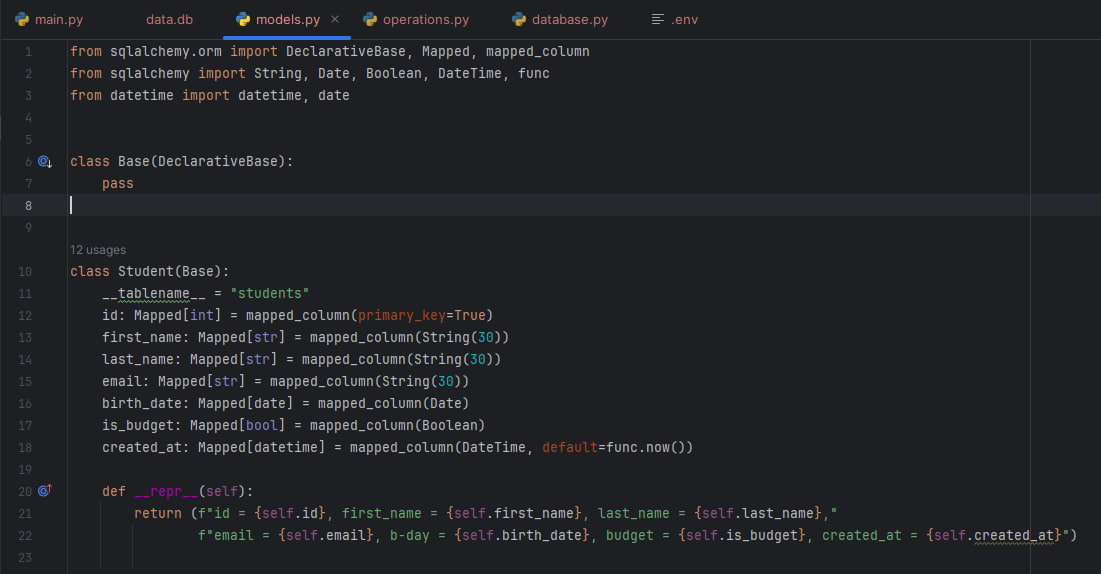 main.py data.db models.py × operations.py database.py .env
1 from sqlalchemy.orm import DeclarativeBase, Mapped, mapped_column
2 from sqlalchemy import String, Date, Boolean, DateTime, func
3 from datetime import datetime, date
4
5
6 class Base(DeclarativeBase):
7 pass
8
9
12 usages
10 class Student(Base):
11 __tablename__ = "students"
12 id: Mapped[int] = mapped_column(primary_key=True)
13 first_name: Mapped[str] = mapped_column(String(30))
14 last_name: Mapped[str] = mapped_column(String(30))
15 email: Mapped[str] = mapped_column(String(30))
16 birth_date: Mapped[date] = mapped_column(Date)
17 is_budget: Mapped[bool] = mapped_column(Boolean)
18 created_at: Mapped[datetime] = mapped_column(DateTime, default=func.now())
19
20 def __repr__(self):
21 return (f"id = {self.id}, first_name = {self.first_name}, last_name = {self.last_name},"
22 f"email = {self.email}, b-day = {self.birth_date}, budget = {self.is_budget}, created_at = {self.created_at}")
23